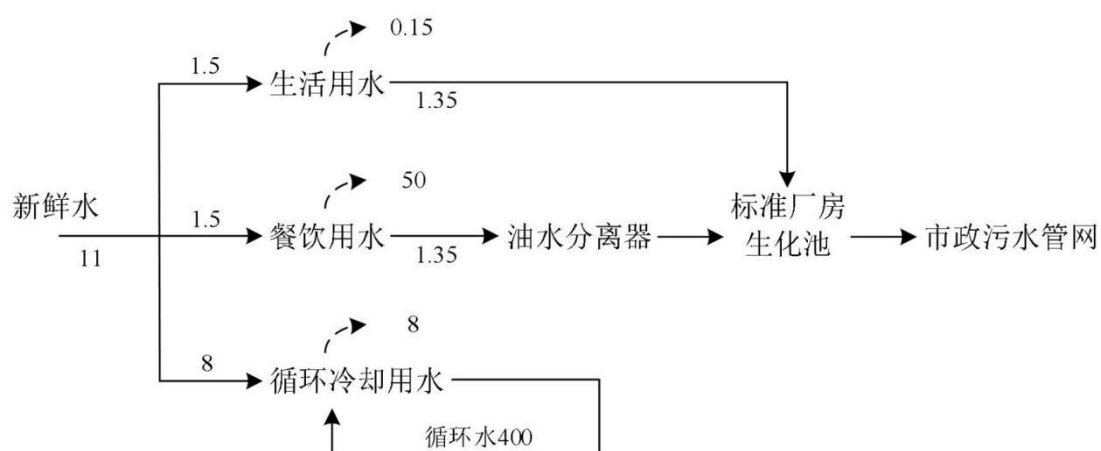 0.15
1.5
生活用水
1.35
50
新鲜水
1.5
餐饮用水
油水分离器
标准厂房
生化池
市政污水管网
11
1.35
8
8
循环冷却用水
循环水400